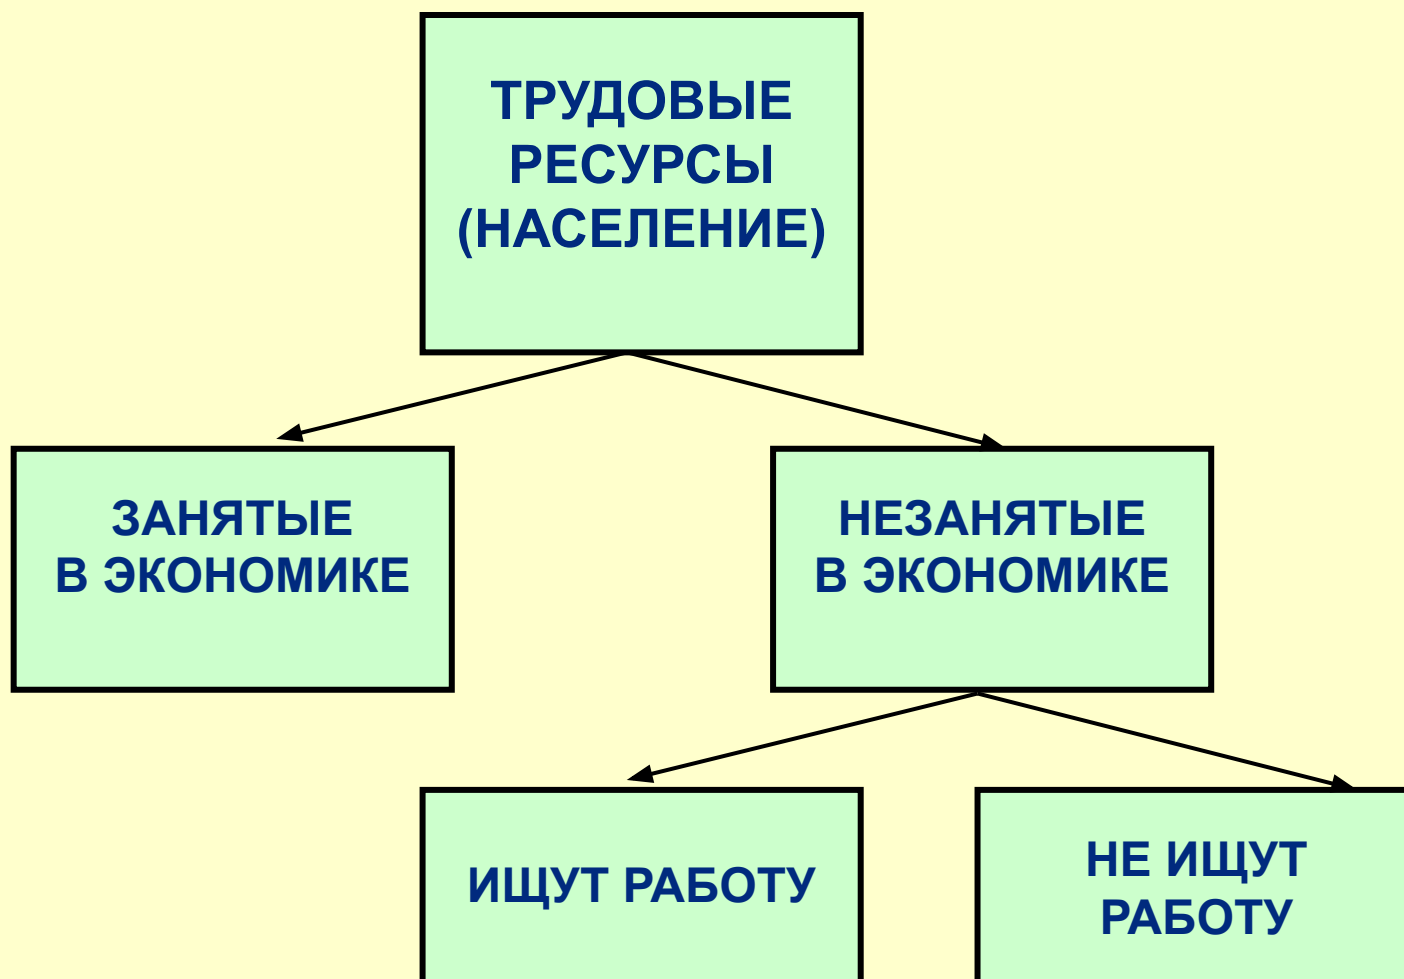 ТРУДОВЫЕ
РЕСУРСЫ
(НАСЕЛЕНИЕ)
ЗАНЯТЫЕ
В ЭКОНОМИКЕ
НЕЗАНЯТЫЕ
В ЭКОНОМИКЕ
ИЩУТ РАБОТУ
НЕ ИЩУТ
РАБОТУ